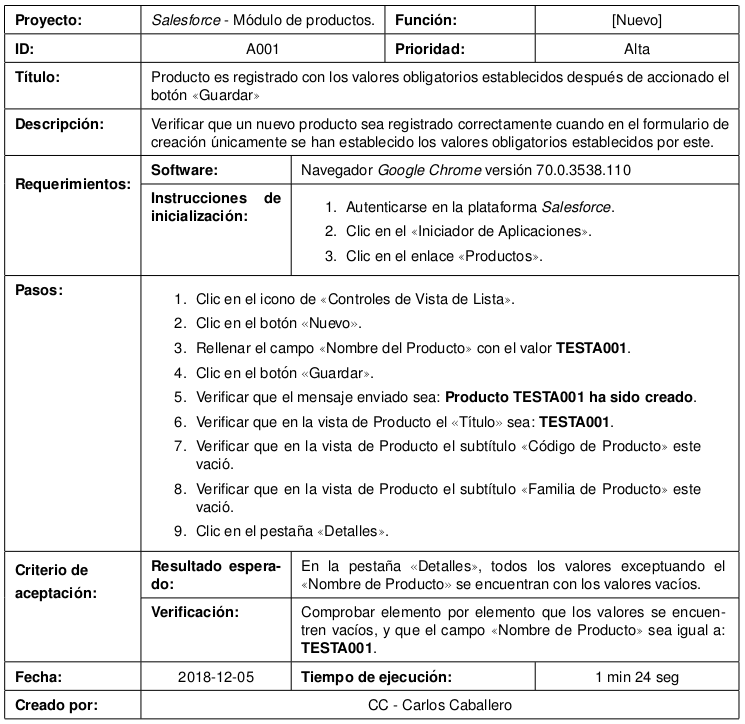 Proyecto: Salesforce - Módulo de productos. Función: [Nuevo]
ID: A001 Prioridad: Alta
Título: Producto es registrado con los valores obligatorios establecidos después de accionado el
botón «Guardar»
Descripción: Verificar que un nuevo producto sea registrado correctamente cuando en el formulario de
creación únicamente se han establecido los valores obligatorios establecidos por este.
Requerimientos: Software: Navegador Google Chrome versión 70.0.3538.110
Instrucciones de
inicialización:
1. Autenticarse en la plataforma Salesforce.
2. Clic en el «Iniciador de Aplicaciones».
3. Clic en el enlace «Productos».
Pasos:
1. Clic en el icono de «Controles de Vista de Lista».
2. Clic en el botón «Nuevo».
3. Rellenar el campo «Nombre del Producto» con el valor TESTA001.
4. Clic en el botón «Guardar».
5. Verificar que el mensaje enviado sea: Producto TESTA001 ha sido creado.
6. Verificar que en la vista de Producto el «Título» sea: TESTA001.
7. Verificar que en la vista de Producto el subtítulo «Código de Producto» este
vació.
8. Verificar que en la vista de Producto el subtítulo «Familia de Producto» este
vació.
9. Clic en el pestaña «Detalles».
Criterio de
aceptación:
Resultado espera-
do:
En la pestaña «Detalles», todos los valores exceptuando el
«Nombre de Producto» se encuentran con los valores vacíos.
Verificación: Comprobar elemento por elemento que los valores se encuen-
tren vacíos, y que el campo «Nombre de Producto» sea igual a:
TESTA001.
Fecha: 2018-12-05 Tiempo de ejecución: 1 min 24 seg
Creado por: CC - Carlos Caballero